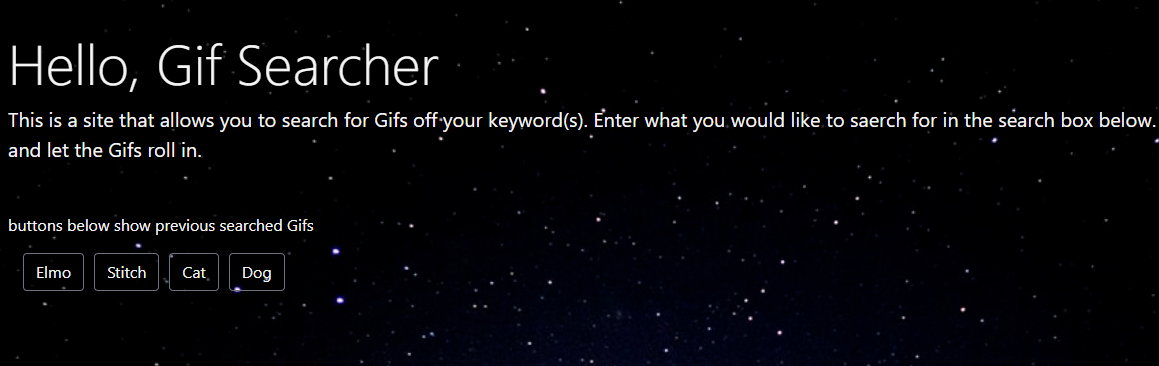 Hello, Gif Searcher
This is a site that allows you to search for Gifs off your keyword(s). Enter what you would like to saerch for in the search box below.
and let the Gifs roll in.
buttons below show previous searched Gifs
Elmo Stitch Cat Dog